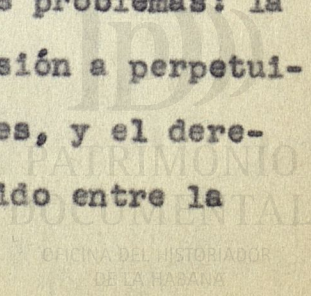 s problemas: la
sión a perpetui-
es, y el dere-
ido entre la
PATRIMONIO
DOCUMENTAL
OFICINA DEL HISTORIADOR
DE LA HABANA